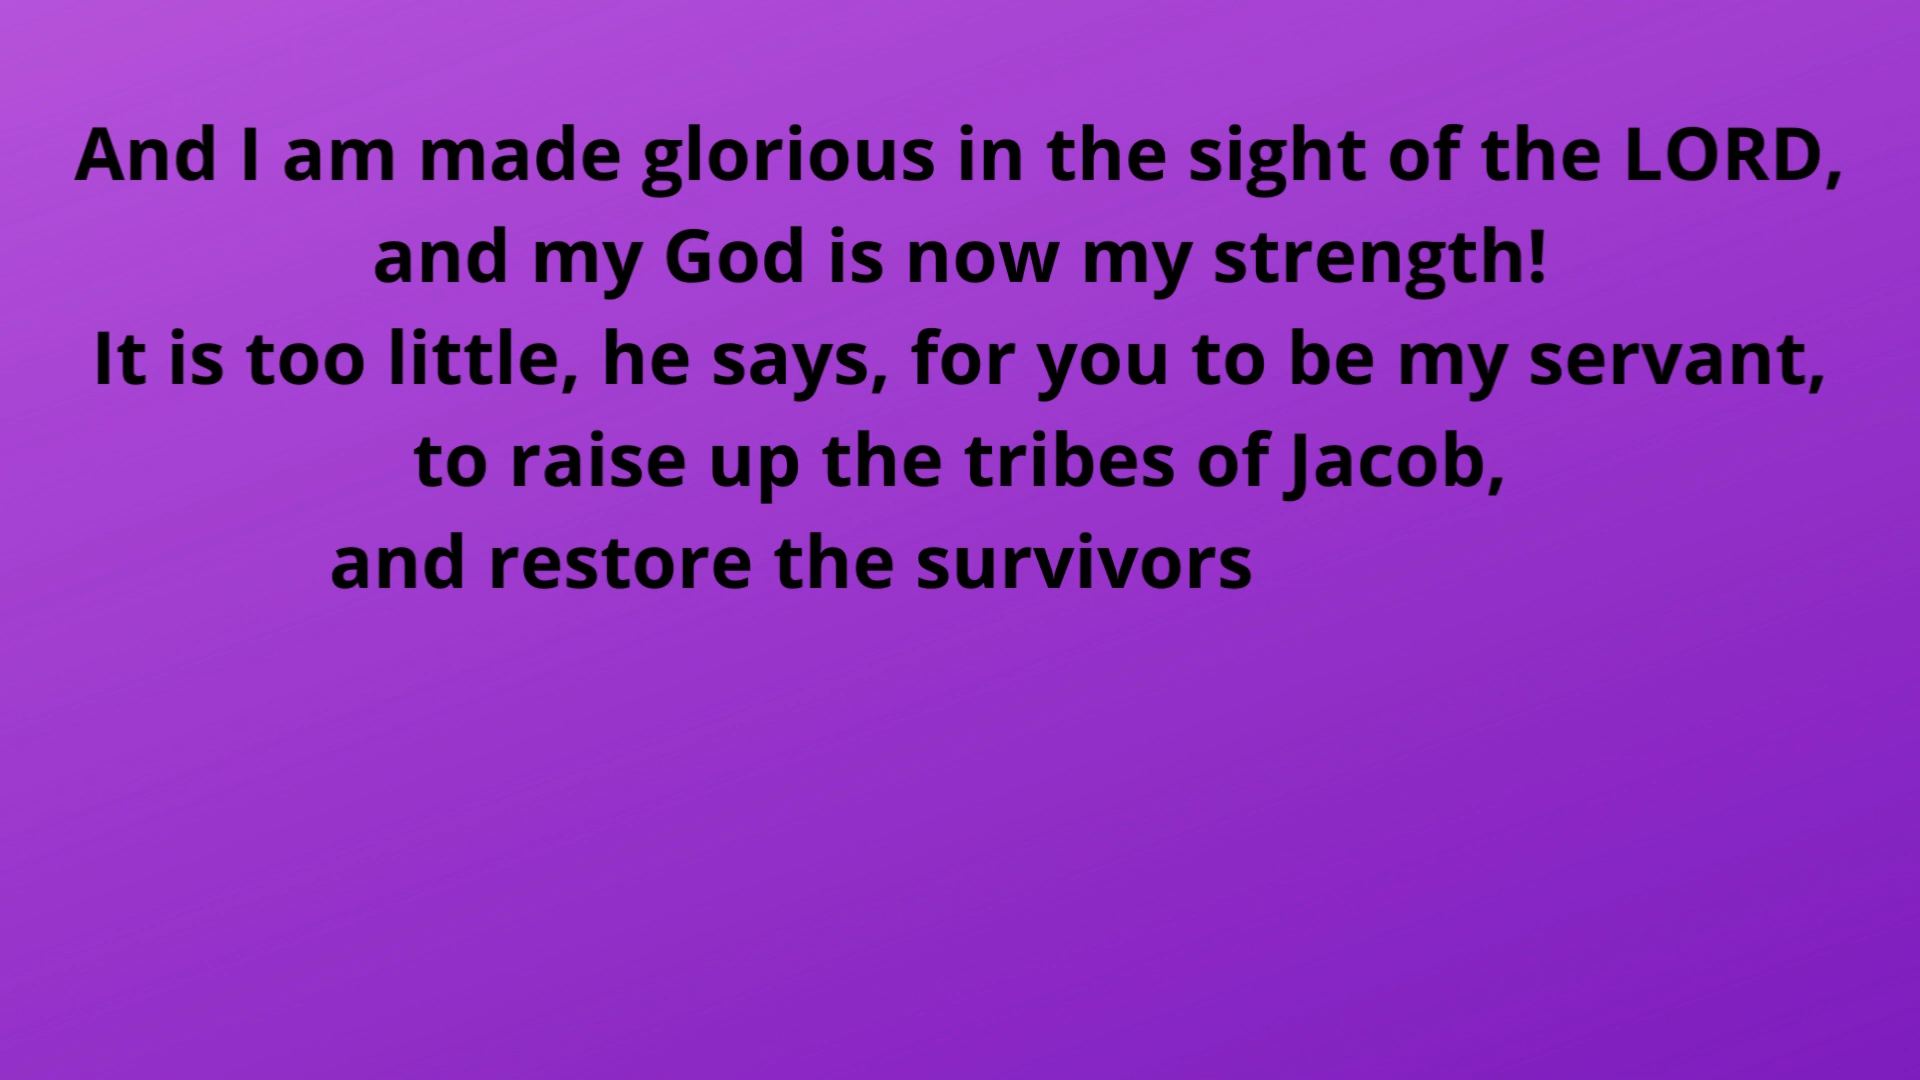 And I am made glorious in the sight of the LORD,
and my God is now my strength!
It is too little, he says, for you to be my servant,
to raise up the tribes of Jacob,
and restore the survivors